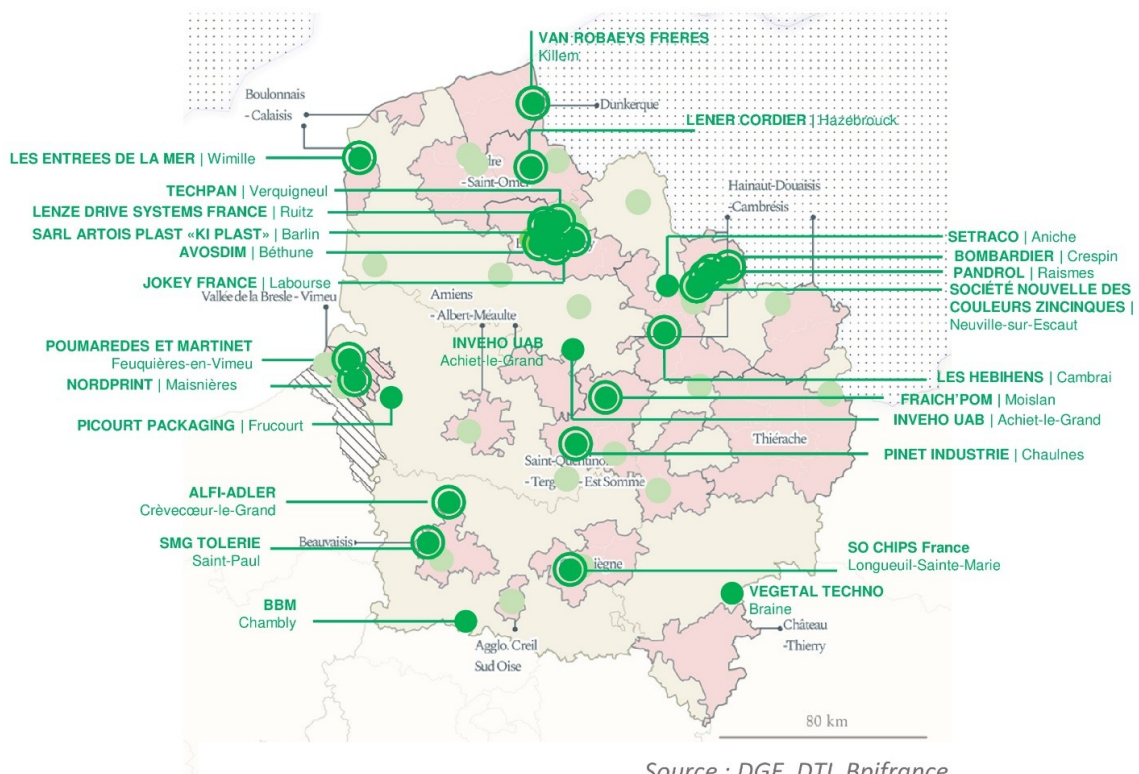 VAN ROBAEYS FRERES
Killem
Boulonnais
- Calaisis
Dunkerque
LENER CORDIER | Hazebrouck
LES ENTREES DE LA MER | Wimille
- Saint-Omer
Hainaut-Douaisis
-Cambrésis
TECHPAN | Verquigneul
LENZE DRIVE SYSTEMS FRANCE | Ruitz
SARL ARTOIS PLAST «KI PLAST» | Barlin
AVOSDIM | Béthune
SETRACO | Aniche
BOMBARDIER | Crespin
PANDROL | Raismes
SOCIÉTÉ NOUVELLE DES
COULEURS ZINCINQUES |
Neuville-sur-Escaut
JOKEY FRANCE | Labourse
Vallée de la Bresle - Vimeu
Amiens
- Albert-Méaulte
POUMAREDES ET MARTINET
Feuquières-en-Vimeu
INVEHO UAB
Achiet-le-Grand
NORDPRINT | Maisnières
LES HEBIHENS | Cambrai
FRAICH'POM | Moislan
INVEHO UAB | Achiet-le-Grand
PICOURT PACKAGING | Frucourt
Thiérache
PINET INDUSTRIE | Chaulnes
Saint-Quentinois
- Est Somme
ALFI-ADLER
Crèvecœur-le-Grand
SMG TOLERIE
Saint-Paul
Beauvaisis
SO CHIPS France
Longueuil-Sainte-Marie
VEGETAL TECHNO
Braine
BBM
Chambly
Château
-Thierry
Agglo. Creil
Sud Oise
80 km
Source : DGE, DTI, Bpifrance